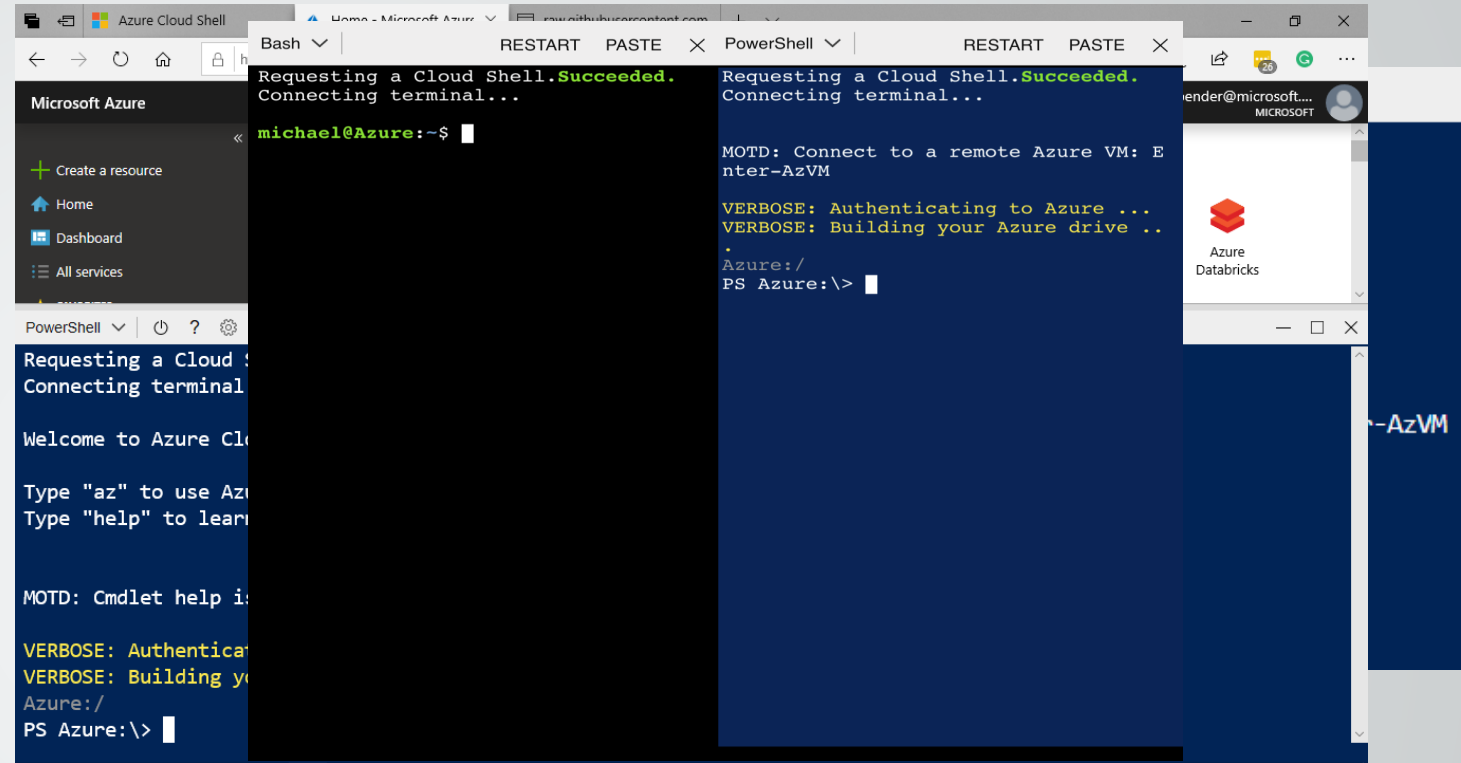 Azure Cloud Shell
Home - Microsoft Azure
raw.githubusercontent.com
Microsoft Azure
Create a resource
Home
Dashboard
All services
PowerShell
Requesting a Cloud
Connecting terminal
Welcome to Azure
Type "az" to use
Type "help" to
MOTD: Cmdlet help
VERBOSE:
VERBOSE: Building
Azure:/
PS Azure:\>
Bash
RESTART PASTE
Requesting a Cloud Shell.Succeeded.
Connecting terminal...
michael@Azure:~$
PowerShell
RESTART PASTE
Requesting a Cloud Shell.Succeeded.
Connecting terminal...
MOTD: Connect to a remote Azure VM: E
nter-AzVM
VERBOSE: Authenticating to Azure ...
VERBOSE: Building your Azure drive ..
.
Azure:/
PS Azure:\>
26
ender@microsoft....
MICROSOFT
Azure
Databricks
-AzVM